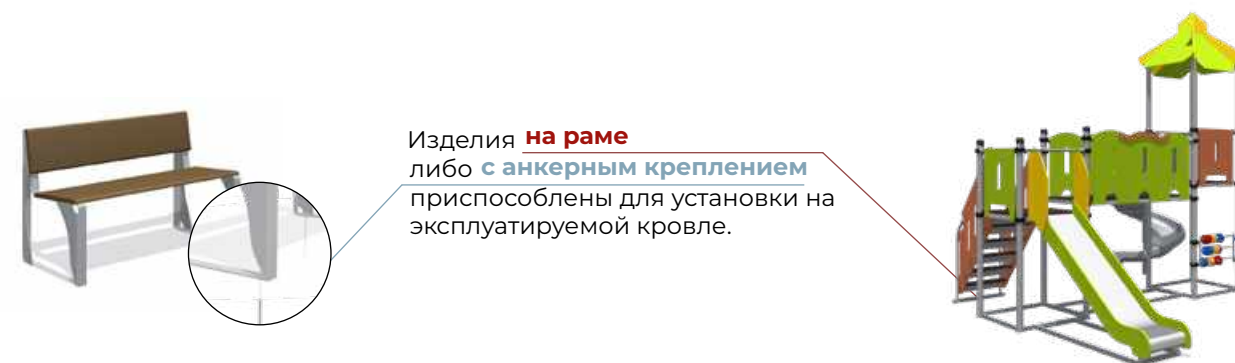 Изделия на раме
либо с анкерным креплением
приспособлены для установки на
эксплуатируемой кровле.